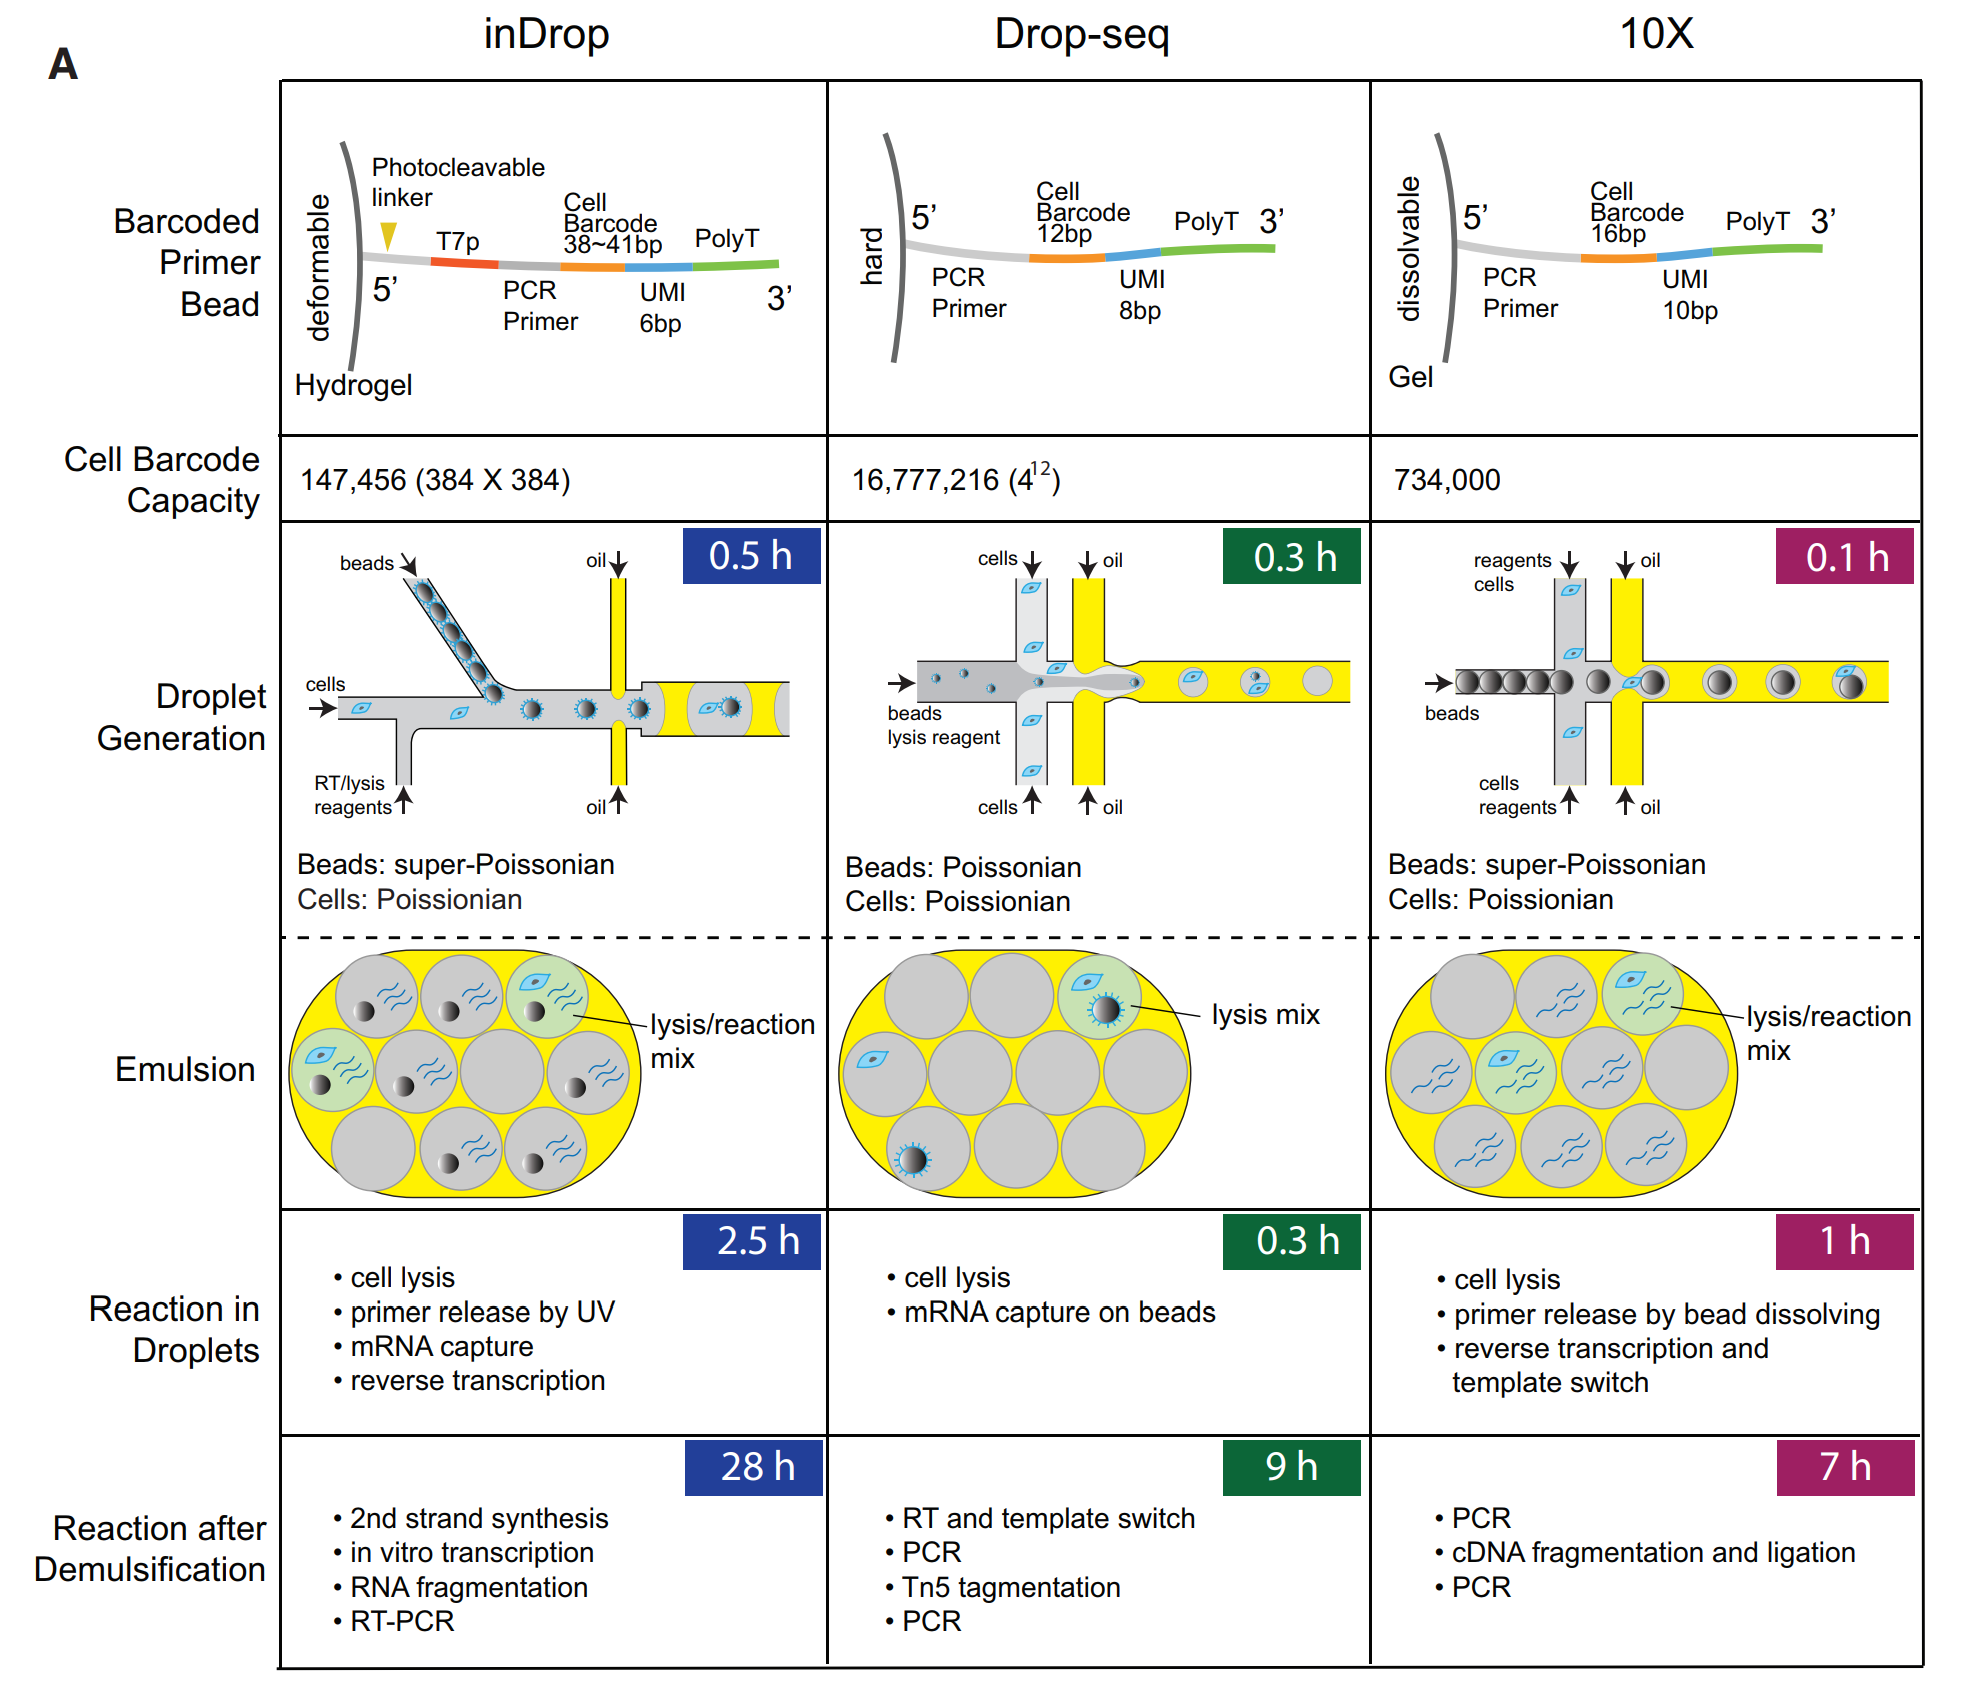 A
inDrop
Drop-seq
10X
Barcoded
Primer
Bead
deformable
Photocleavable
linker
T7p
Cell
Barcode
38~41bp
PolyT
5’
PCR
Primer
UMI
6bp
3’
Hydrogel
hard
5’
Cell
Barcode
12bp
PolyT
3’
PCR
Primer
UMI
8bp
dissolvable
5’
Cell
Barcode
16bp
PolyT
3’
PCR
Primer
UMI
10bp
Gel
Cell Barcode
Capacity
147,456 (384 X 384)
16,777,216 (4¹²)
734,000
Droplet
Generation
0.5 h
beads
oil
cells
RT/lysis
reagents
oil
Beads: super-Poissonian
Cells: Poissionian
0.3 h
cells
oil
beads
lysis reagent
cells
oil
Beads: Poissonian
Cells: Poissionian
0.1 h
reagents
cells
oil
beads
cells
reagents
oil
Beads: super-Poissonian
Cells: Poissionian
Emulsion
lysis/reaction
mix
lysis mix
lysis/reaction
mix
Reaction in
Droplets
2.5 h
• cell lysis
• primer release by UV
• mRNA capture
• reverse transcription
0.3 h
• cell lysis
• mRNA capture on beads
1 h
• cell lysis
• primer release by bead dissolving
• reverse transcription and
template switch
Reaction after
Demulsification
28 h
• 2nd strand synthesis
• in vitro transcription
• RNA fragmentation
• RT-PCR
9 h
• RT and template switch
• PCR
• Tn5 tagmentation
• PCR
7 h
• PCR
• cDNA fragmentation and ligation
• PCR